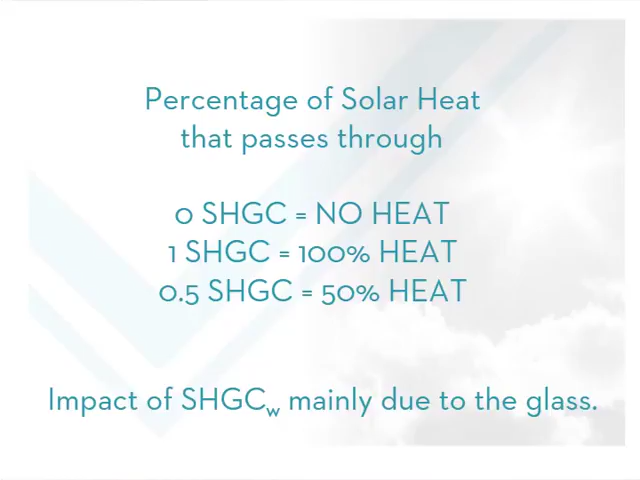 Percentage of Solar Heat
that passes through
0 SHGC = NO HEAT
1 SHGC = 100% HEAT
0.5 SHGC = 50% HEAT
Impact of SHGCw mainly due to the glass.